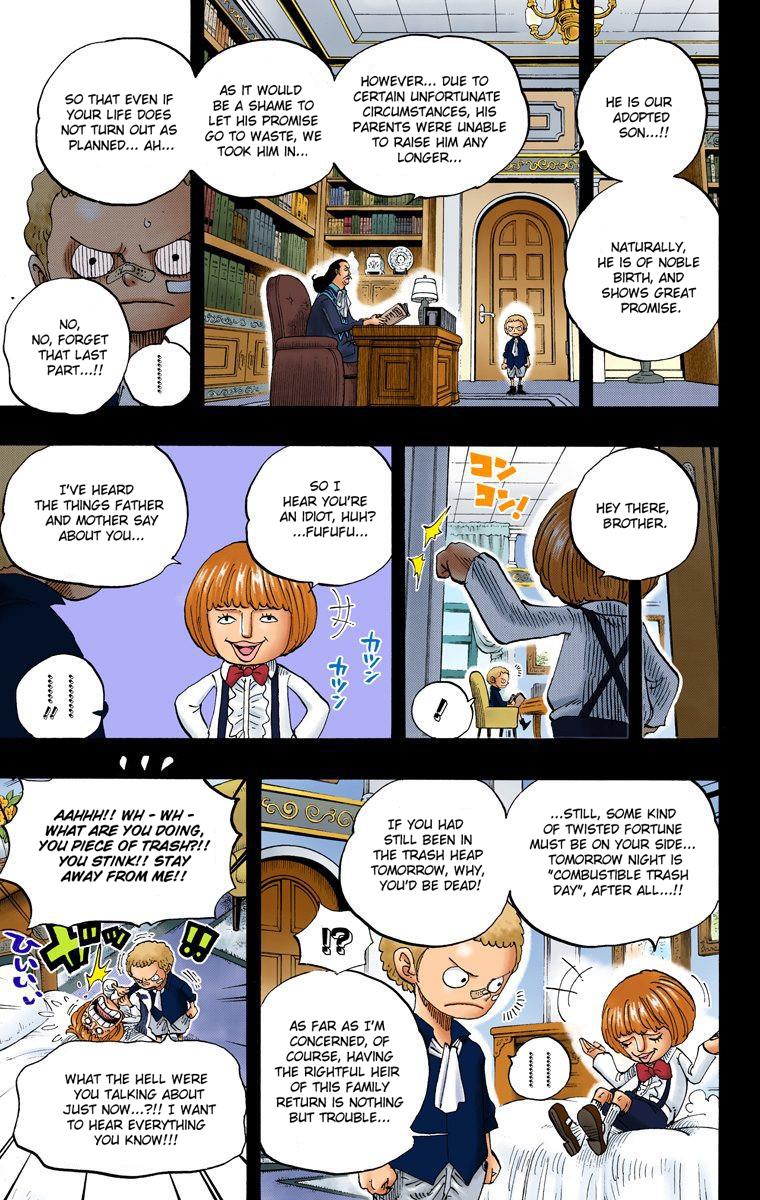 HE IS OUR
ADOPTED
SON...!!
NATURALLY,
HE IS OF NOBLE
BIRTH, AND
SHOWS GREAT
PROMISE.
HOWEVER... DUE TO
CERTAIN UNFORTUNATE
CIRCUMSTANCES, HIS
PARENTS WERE UNABLE
TO RAISE HIM ANY
LONGER...
AS IT WOULD
BE A SHAME TO
LET HIS PROMISE
GO TO WASTE, WE
TOOK HIM IN...
SO THAT EVEN IF
YOUR LIFE DOES
NOT TURN OUT AS
PLANNED... AH...
NO,
NO, FORGET
THAT LAST
PART...!!
.........
コン
コン!
HEY THERE,
BROTHER.
!
SO I
HEAR YOU'RE
AN IDIOT, HUH?
...FUFUFU...
カツン
カツン
I'VE HEARD
THE THINGS FATHER
AND MOTHER SAY
ABOUT YOU...
.........!!
...STILL, SOME KIND
OF TWISTED FORTUNE
MUST BE ON YOUR SIDE...
TOMORROW NIGHT IS
"COMBUSTIBLE TRASH
DAY", AFTER ALL...!!
IF YOU HAD
STILL BEEN IN
THE TRASH HEAP
TOMORROW, WHY,
YOU'D BE DEAD!
!?
.........
AS FAR AS I'M
CONCERNED, OF
COURSE, HAVING
THE RIGHTFUL HEIR
OF THIS FAMILY
RETURN IS NOTHING
BUT TROUBLE...
AAHHH!! WH - WH -
WHAT ARE YOU DOING,
YOU PIECE OF TRASH?!!
YOU STINK!! STAY
AWAY FROM ME!!
WHAT THE HELL WERE
YOU TALKING ABOUT
JUST NOW...?!! I WANT
TO HEAR EVERYTHING
YOU KNOW!!!